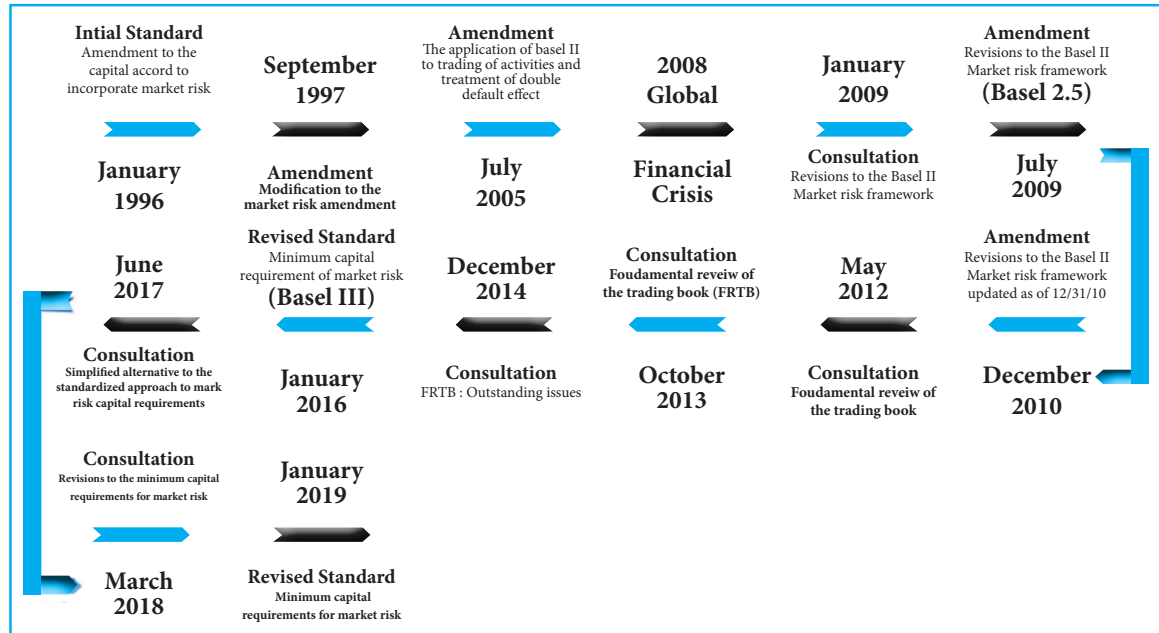 Intial Standard
Amendment to the
capital accord to
incorporate market risk
January
1996
September
1997
Amendment
Modification to the
market risk amendment
Amendment
The application of basel II
to trading of activities and
treatment of double
default effect
July
2005
2008
Global
Financial
Crisis
January
2009
Consultation
Revisions to the Basel II
Market risk framework
Amendment
Revisions to the Basel II
Market risk framework
(Basel 2.5)
July
2009
Amendment
Revisions to the Basel II
Market risk framework
updated as of 12/31/10
December
2010
May
2012
Consultation
Foudamental reveiw of
the trading book
Consultation
Foudamental reveiw of
the trading book (FRTB)
October
2013
December
2014
Consultation
FRTB : Outstanding issues
Revised Standard
Minimum capital
requirement of market risk
(Basel III)
January
2016
June
2017
Consultation
Simplified alternative to the
standardized approach to mark
risk capital requirements
Consultation
Revisions to the minimum capital
requirements for market risk
March
2018
January
2019
Revised Standard
Minimum capital
requirements for market risk